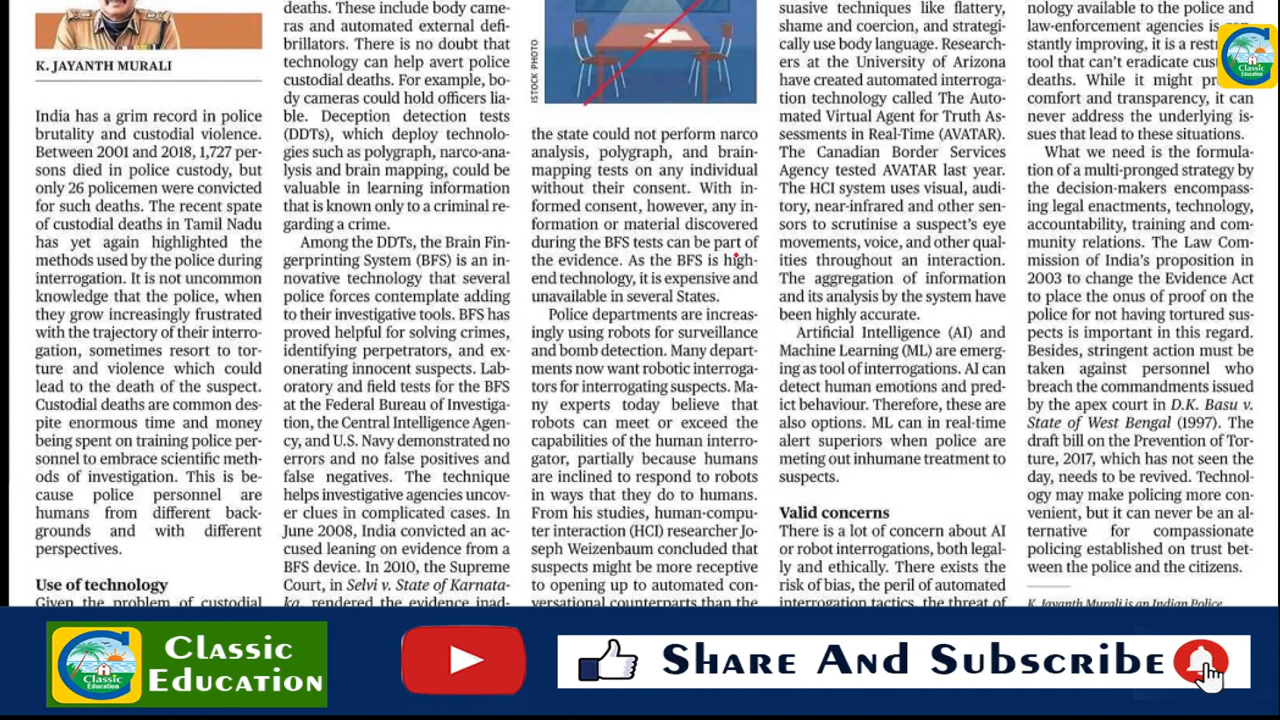 K. JAYANTH MURALI
India has a grim record in police
brutality and custodial violence.
Between 2001 and 2018, 1,727 per-
sons died in police custody, but
only 26 policemen were convicted
for such deaths. The recent spate
of custodial deaths in Tamil Nadu
has yet again highlighted the
methods used by the police during
interrogation. It is not uncommon
knowledge that the police, when
they grow increasingly frustrated
with the trajectory of their interro-
gation, sometimes resort to tor-
ture and violence which could
lead to the death of the suspect.
Custodial deaths are common des-
pite enormous time and money
being spent on training police per-
sonnel to embrace scientific meth-
ods of investigation. This is be-
cause police personnel are
humans from different back-
grounds and with different
perspectives.
Use of technology
Given the problem of custodial
deaths. These include body came-
ras and automated external defi-
brillators. There is no doubt that
technology can help avert police
custodial deaths. For example, bo-
dy cameras could hold officers lia-
ble. Deception detection tests
(DDTs), which deploy technolo-
gies such as polygraph, narco-ana-
lysis and brain mapping, could be
valuable in learning information
that is known only to a criminal re-
garding a crime.
Among the DDTs, the Brain Fin-
gerprinting System (BFS) is an in-
novative technology that several
police forces contemplate adding
to their investigative tools. BFS has
proved helpful for solving crimes,
identifying perpetrators, and ex-
onerating innocent suspects. Lab-
oratory and field tests for the BFS
at the Federal Bureau of Investiga-
tion, the Central Intelligence Agen-
cy, and U.S. Navy demonstrated no
errors and no false positives and
false negatives. The technique
helps investigative agencies uncov-
er clues in complicated cases. In
June 2008, India convicted an ac-
cused leaning on evidence from a
BFS device. In 2010, the Supreme
Court, in Selvi v. State of Karnata-
ka, rendered the evidence inad-
ISTOCK PHOTO
the state could not perform narco
analysis, polygraph, and brain-
mapping tests on any individual
without their consent. With in-
formed consent, however, any in-
formation or material discovered
during the BFS tests can be part of
the evidence. As the BFS is high-
end technology, it is expensive and
unavailable in several States.
Police departments are increas-
ingly using robots for surveillance
and bomb detection. Many depart-
ments now want robotic interroga-
tors for interrogating suspects. Ma-
ny experts today believe that
robots can meet or exceed the
capabilities of the human interro-
gator, partially because humans
are inclined to respond to robots
in ways that they do to humans.
From his studies, human-compu-
ter interaction (HCI) researcher Jo-
seph Weizenbaum concluded that
suspects might be more receptive
to opening up to automated con-
versational counterparts than the
suasive techniques like flattery,
shame and coercion, and strategi-
cally use body language. Research-
ers at the University of Arizona
have created automated interroga-
tion technology called The Auto-
mated Virtual Agent for Truth As-
sessments in Real-Time (AVATAR).
The Canadian Border Services
Agency tested AVATAR last year.
The HCI system uses visual, audi-
tory, near-infrared and other sen-
sors to scrutinise a suspect's eye
movements, voice, and other qual-
ities throughout an interaction.
The aggregation of information
and its analysis by the system have
been highly accurate.
Artificial Intelligence (AI) and
Machine Learning (ML) are emerg-
ing as tool of interrogations. AI can
detect human emotions and pred-
ict behaviour. Therefore, these are
also options. ML can in real-time
alert superiors when police are
meting out inhumane treatment to
suspects.
Valid concerns
There is a lot of concern about AI
or robot interrogations, both legal-
ly and ethically. There exists the
risk of bias, the peril of automated
interrogation tactics, the threat of
nology available to the police and
law-enforcement agencies is
stantly improving, it is a
tool that can't eradicate
deaths. While it might
comfort and transparency, it can
never address the underlying is-
sues that lead to these situations.
What we need is the formula-
tion of a multi-pronged strategy by
the decision-makers encompass-
ing legal enactments, technology,
accountability, training and com-
munity relations. The Law Com-
mission of India's proposition in
2003 to change the Evidence Act
to place the onus of proof on the
police for not having tortured sus-
pects is important in this regard.
Besides, stringent action must be
taken against personnel who
breach the commandments issued
by the apex court in D.K. Basu v.
State of West Bengal (1997). The
draft bill on the Prevention of Tor-
ture, 2017, which has not seen the
day, needs to be revived. Technol-
ogy may make policing more con-
venient, but it can never be an al-
ternative for compassionate
policing established on trust bet-
ween the police and the citizens.
K. Jayanth Murali is an Indian Police
Classic
Education
Classic
Education
Classic
Education
Share And Subscribe